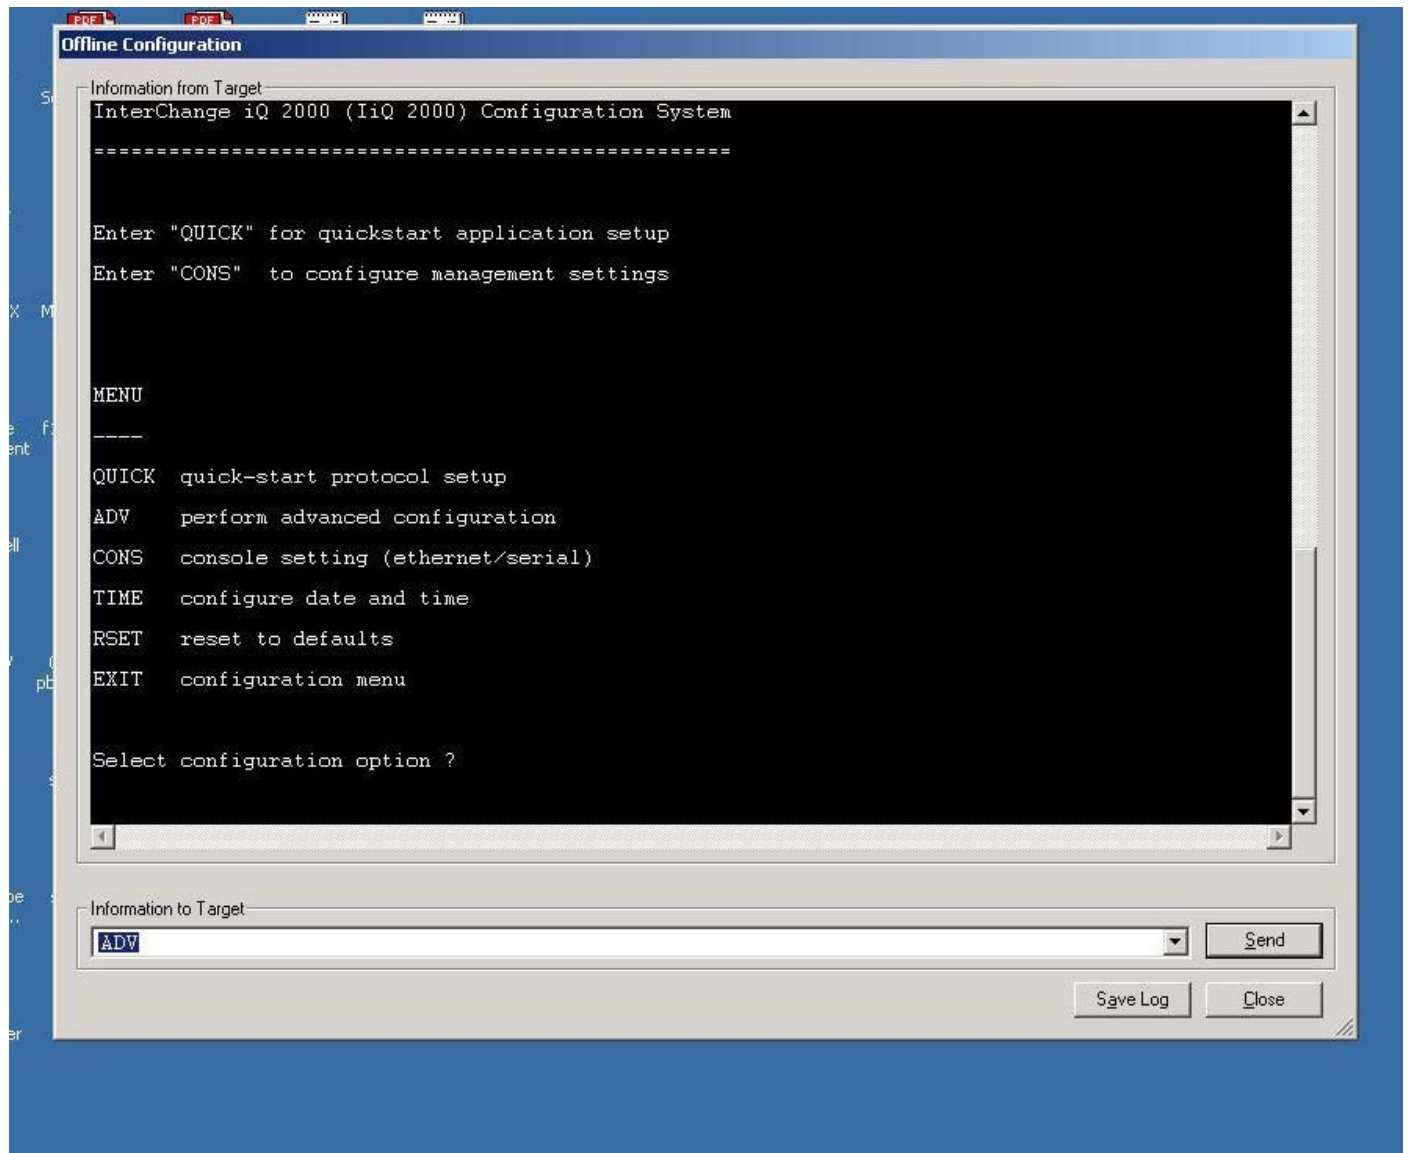 PDF PDF
Offline Configuration
Information from Target
InterChange iQ 2000 (IiQ 2000) Configuration System
===================================================
Enter "QUICK" for quickstart application setup
Enter "CONS"  to configure management settings
MENU
----
QUICK  quick-start protocol setup
ADV    perform advanced configuration
CONS   console setting (ethernet/serial)
TIME   configure date and time
RSET   reset to defaults
EXIT   configuration menu
Select configuration option ?
Information to Target
ADV
Send
Save Log Close